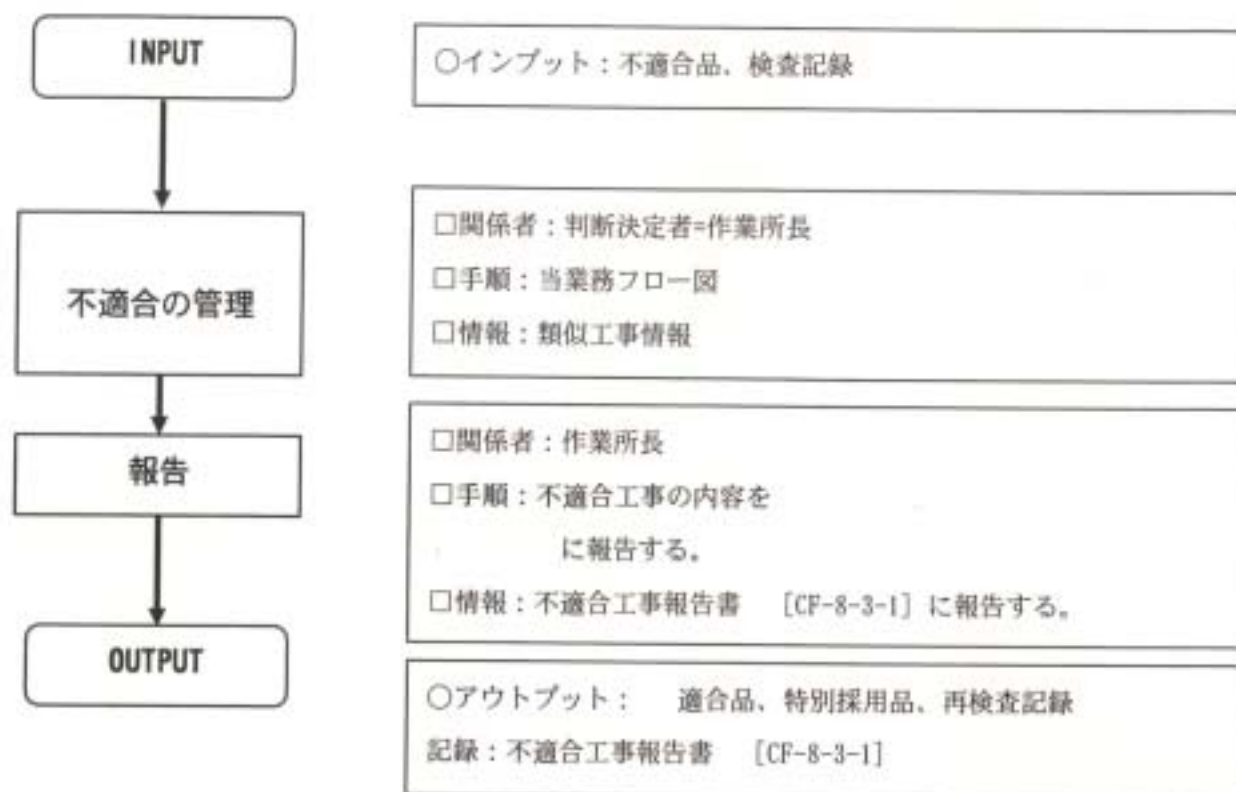 INPUT
○インプット：不適合品、検査記録
不適合の管理
□関係者：判断決定者=作業所長
□手順：当業務フロー図
□情報：類似工事情報
報告
□関係者：作業所長
□手順：不適合工事の内容を
に報告する。
□情報：不適合工事報告書　[CF-8-3-1] に報告する。
OUTPUT
○アウトプット：　適合品、特別採用品、再検査記録
記録：不適合工事報告書　[CF-8-3-1]